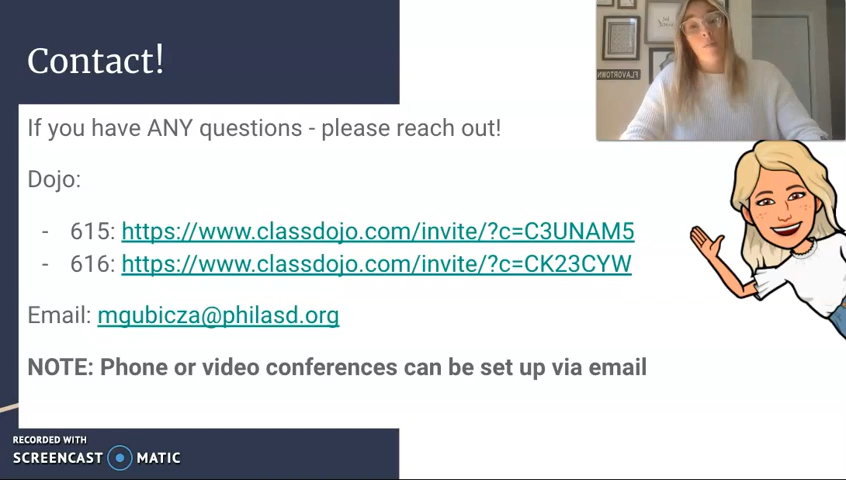 Contact!
If you have ANY questions - please reach out!
Dojo:
- 615: https://www.classdojo.com/invite/?c=C3UNAM5
- 616: https://www.classdojo.com/invite/?c=CK23CYW
Email: mgubicza@philasd.org
NOTE: Phone or video conferences can be set up via email
RECORDED WITH
SCREENCAST MATIC
FLAVORTOWN